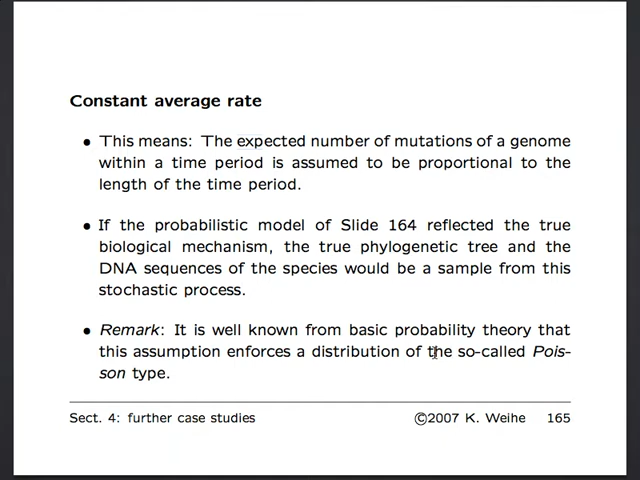 Constant average rate
● This means: The expected number of mutations of a genome
within a time period is assumed to be proportional to the
length of the time period.
● If the probabilistic model of Slide 164 reflected the true
biological mechanism, the true phylogenetic tree and the
DNA sequences of the species would be a sample from this
stochastic process.
● Remark: It is well known from basic probability theory that
this assumption enforces a distribution of the so-called Pois-
son type.
Sect. 4: further case studies ©2007 K. Weihe 165